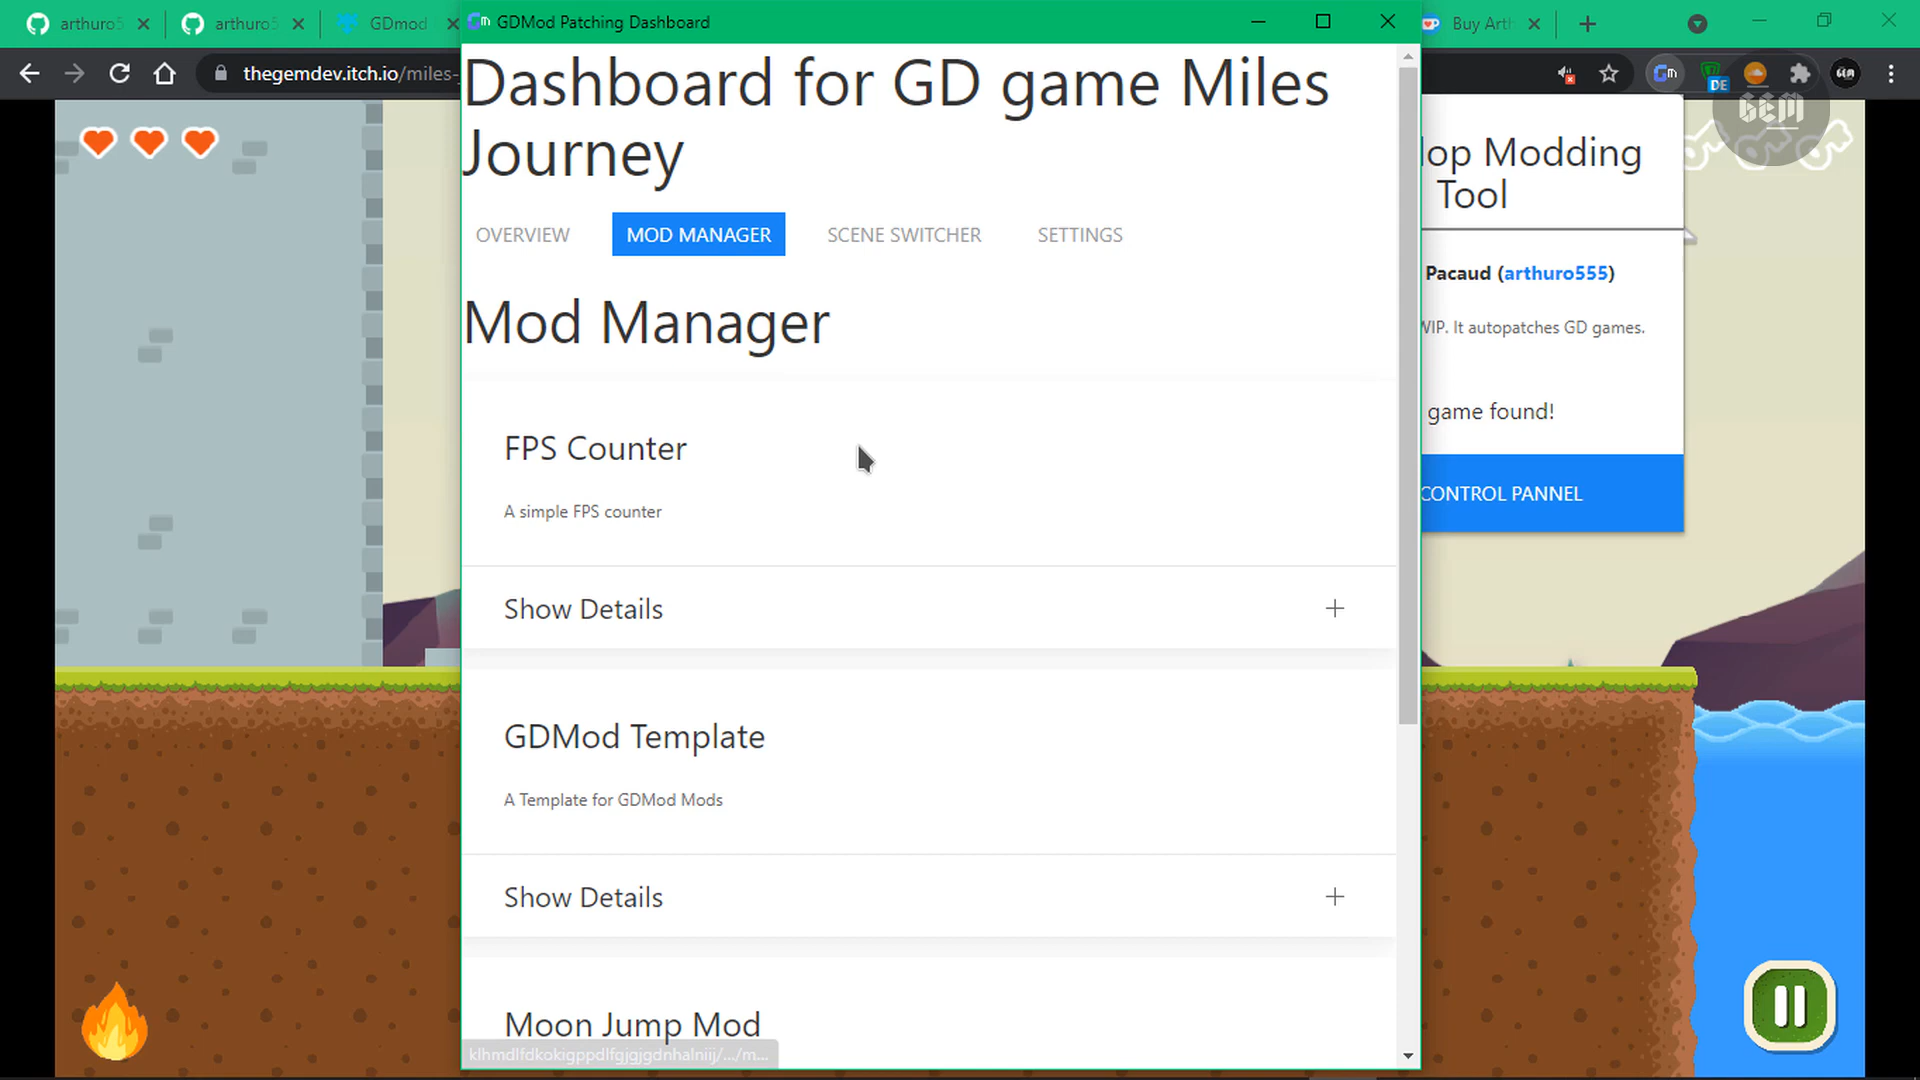 arthuro5
arthuro5
GDmod
GDMod Patching Dashboard
Buy Arth
thegemdev.itch.io/miles-
DE
GEM
Dashboard for GD game Miles
Journey
OVERVIEW
MOD MANAGER
SCENE SWITCHER
SETTINGS
Mod Manager
FPS Counter
A simple FPS counter
Show Details
GDMod Template
A Template for GDMod Mods
Show Details
Moon Jump Mod
klhmdlfdkokigppdlfgjgjgdnhalniij/.../m...
lop Modding
Tool
Pacaud (arthuro555)
WIP. It autopatches GD games.
game found!
CONTROL PANNEL